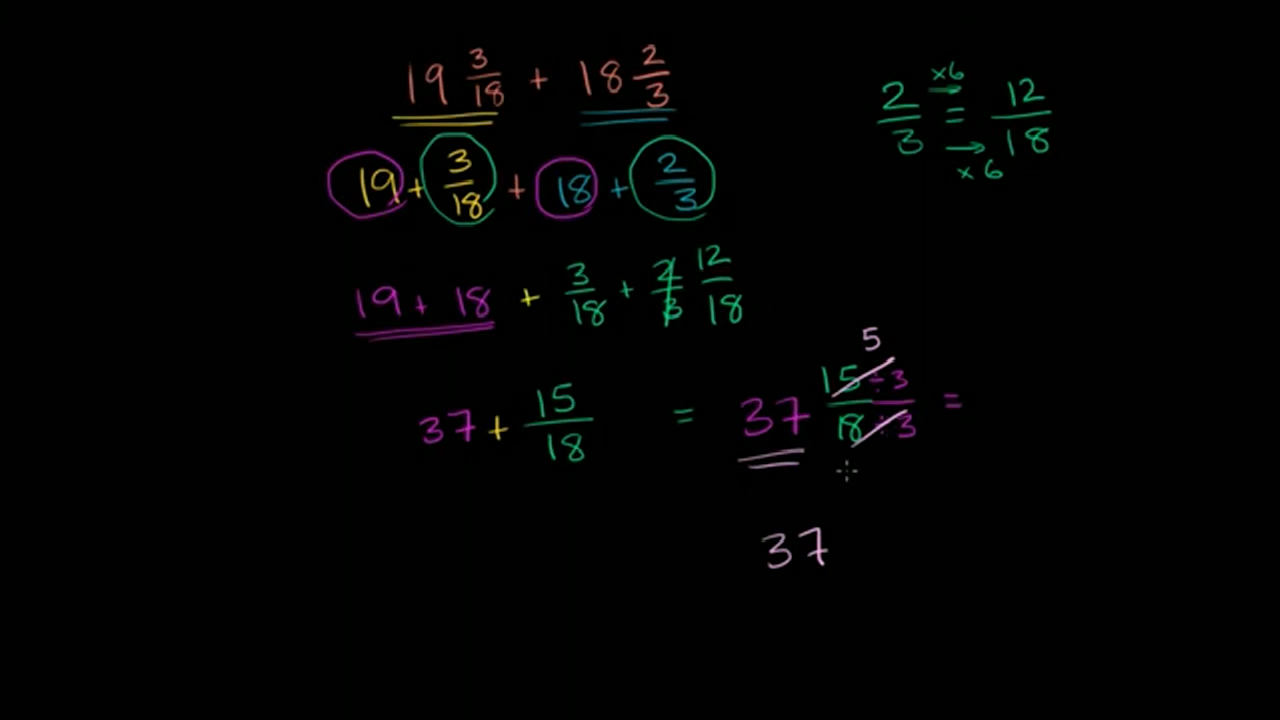 19 3/18 + 18 2/3
2/3 = 12/18
×6
×6
19 + 3/18 + 18 + 2/3
19 + 18 + 3/18 + 2/3 12/18
5
37 + 15/18 = 37 15÷3/18÷3 =
37